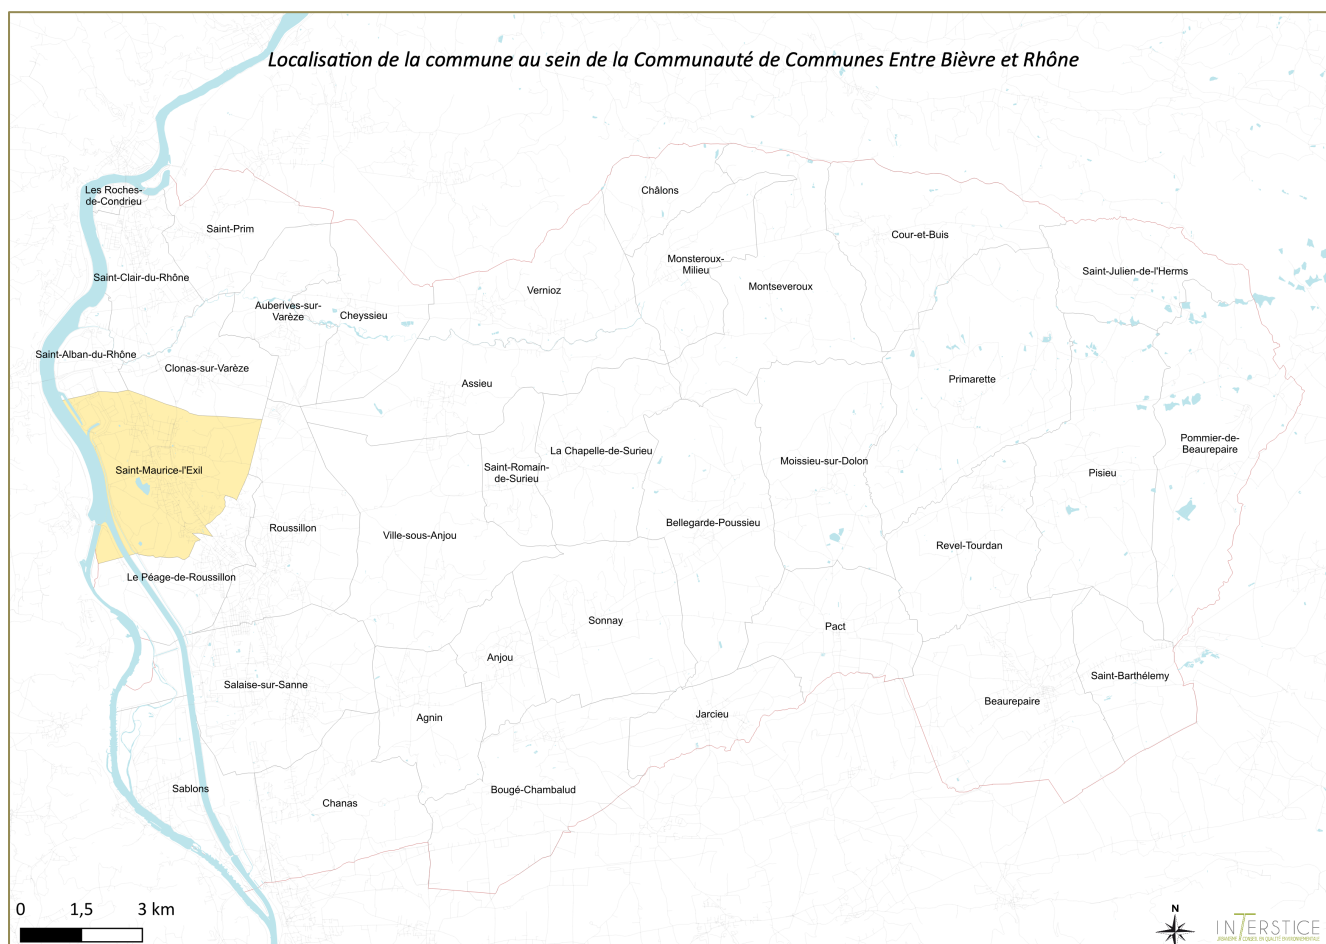 Localisation de la commune au sein de la Communauté de Communes Entre Bièvre et Rhône
Les Roches-
de-Condrieu
Châlons
Saint-Prim
Cour-et-Buis
Monsteroux-
Milieu
Saint-Julien-de-l'Herms
Saint-Clair-du-Rhône
Vernioz
Montseveroux
Auberives-sur-
Varèze
Cheyssieu
Saint-Alban-du-Rhône
Clonas-sur-Varèze
Assieu
Primarette
Saint-Maurice-l'Exil
Saint-Romain-
de-Surieu
La Chapelle-de-Surieu
Moissieu-sur-Dolon
Pommier-de-
Beaurepaire
Pisieu
Roussillon
Ville-sous-Anjou
Bellegarde-Poussieu
Revel-Tourdan
Le Péage-de-Roussillon
Sonnay
Pact
Anjou
Salaise-sur-Sanne
Saint-Barthélemy
Agnin
Jarcieu
Beaurepaire
Sablons
Chanas
Bougé-Chambalud
0 1,5 3 km
N
INTERSTICE
URBANISME & CONSEIL EN QUALITE ENVIRONNEMENTALE